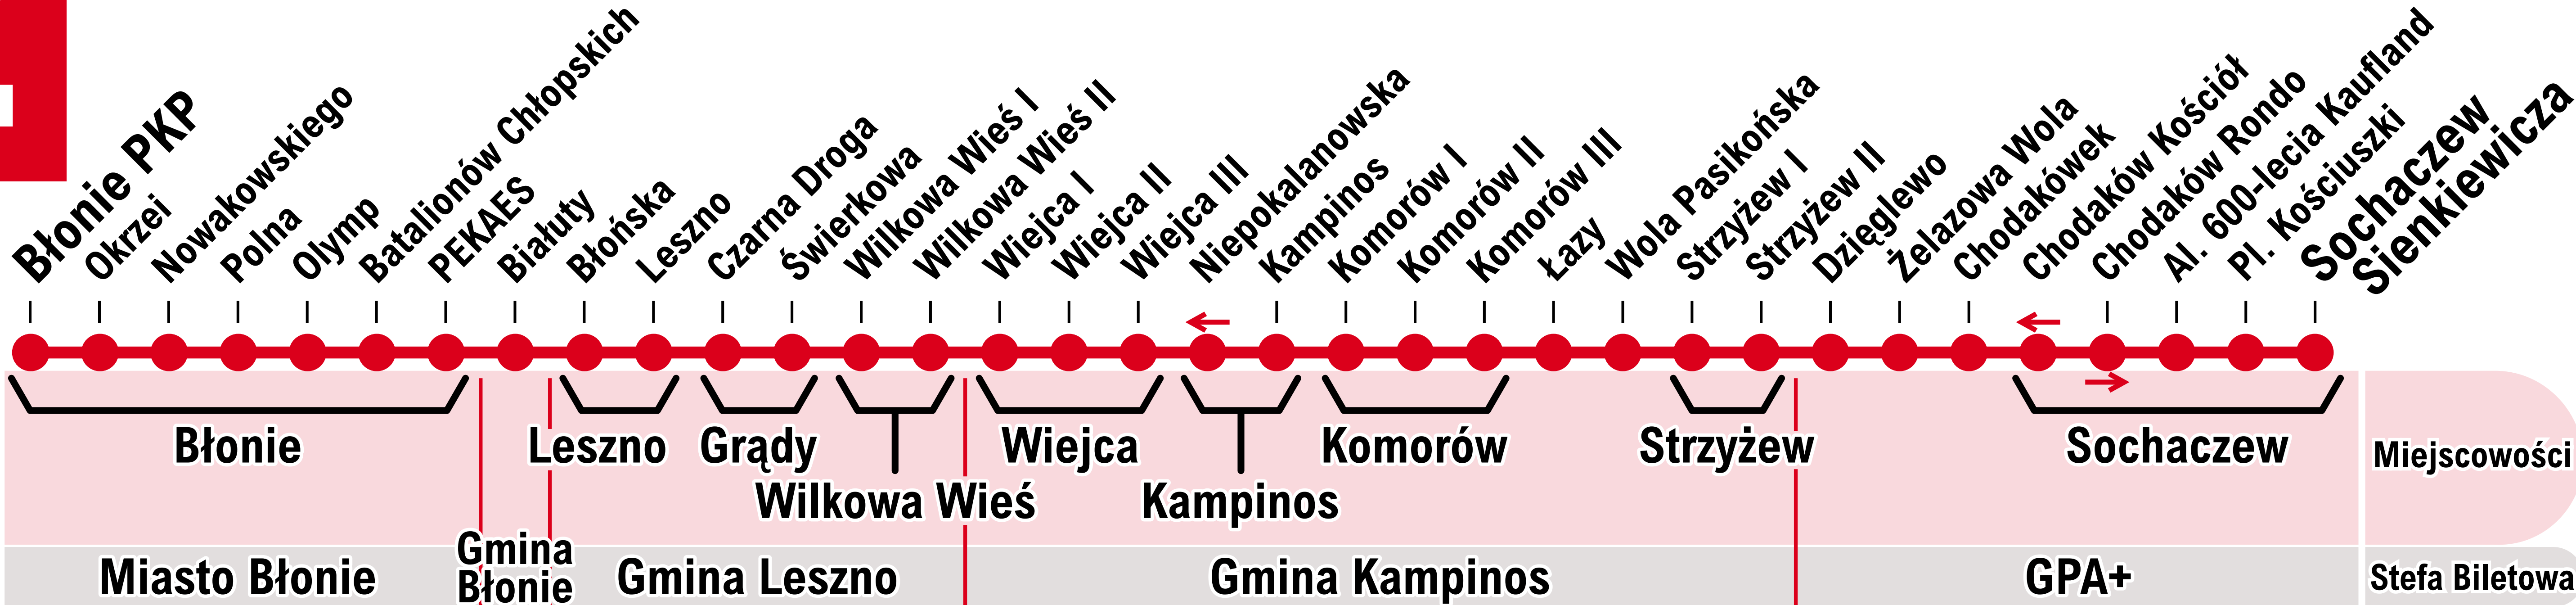 Błonie PKP
Okrzei
Nowakowskiego
Polna
Olymp
Batalionów Chłopskich
PEKAES
Białuty
Błońska
Leszno
Czarna Droga
Świerkowa
Wilkowa Wieś I
Wilkowa Wieś II
Wiejca I
Wiejca II
Wiejca III
Niepokalanowska
Kampinos
Komorów I
Komorów II
Komorów III
Łazy
Wola Pasikońska
Strzyżew I
Strzyżew II
Dzięglewo
Żelazowa Wola
Chodakówek
Chodaków Kościół
Chodaków Rondo
Al. 600-lecia Kaufland
Pl. Kościuszki
Sochaczew
Sienkiewicza
Błonie
Leszno
Grądy
Wilkowa Wieś
Wiejca
Kampinos
Komorów
Strzyżew
Sochaczew
Miejscowości
Miasto Błonie
Gmina
Błonie
Gmina Leszno
Gmina Kampinos
GPA+
Stefa Biletowa